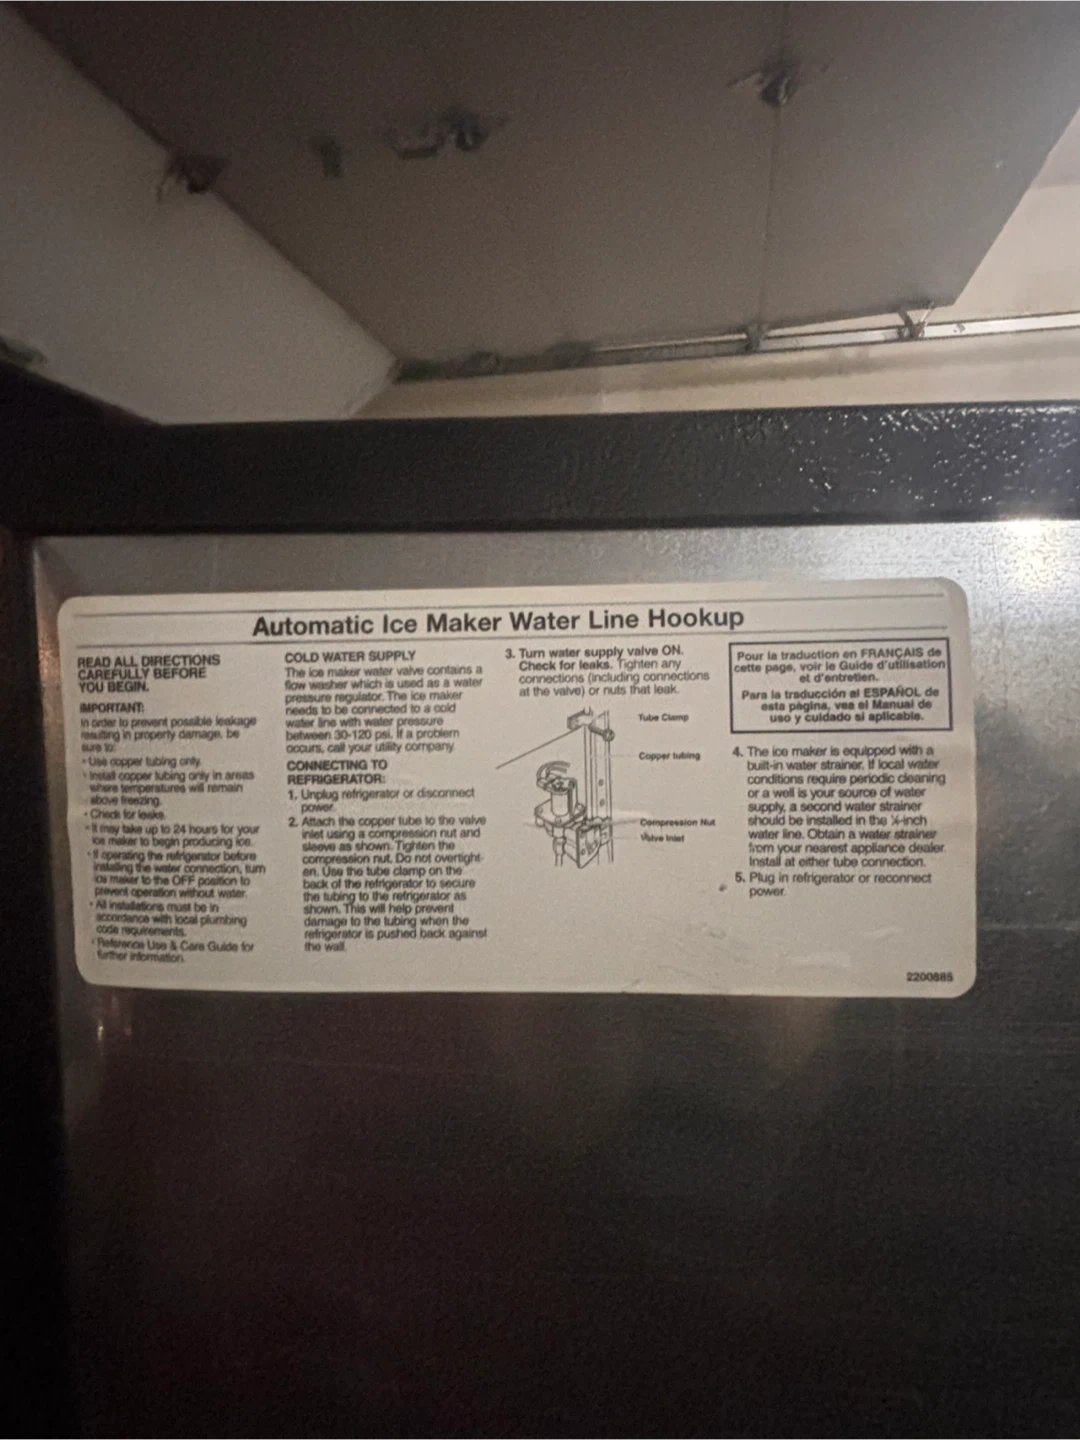 Automatic Ice Maker Water Line Hookup
READ ALL DIRECTIONS
CAREFULLY BEFORE
YOU BEGIN.
IMPORTANT:
In order to prevent possible leakage
resulting in property damage, be
sure to:
• Use copper tubing only.
• Install copper tubing only in areas
where temperatures will remain
above freezing.
• Check for leaks.
• It may take up to 24 hours for your
ice maker to begin producing ice.
• If operating the refrigerator before
installing the water connection, turn
ice maker to the OFF position to
prevent operation without water.
• All installations must be in
accordance with local plumbing
code requirements.
• Reference Use & Care Guide for
further information.
COLD WATER SUPPLY
The ice maker water valve contains a
flow washer which is used as a water
pressure regulator. The ice maker
needs to be connected to a cold
water line with water pressure
between 30-120 psi. If a problem
occurs, call your utility company.
CONNECTING TO
REFRIGERATOR:
1. Unplug refrigerator or disconnect
power.
2. Attach the copper tube to the valve
inlet using a compression nut and
sleeve as shown. Tighten the
compression nut. Do not overtight-
en. Use the tube clamp on the
back of the refrigerator to secure
the tubing to the refrigerator as
shown. This will help prevent
damage to the tubing when the
refrigerator is pushed back against
the wall.
3. Turn water supply valve ON.
Check for leaks. Tighten any
connections (including connections
at the valve) or nuts that leak.
Tube Clamp
Copper tubing
Compression Nut
Valve Inlet
Pour la traduction en FRANÇAIS de
cette page, voir le Guide d'utilisation
et d'entretien.
Para la traducción al ESPAÑOL de
esta página, vea el Manual de
uso y cuidado si aplicable.
4. The ice maker is equipped with a
built-in water strainer. If local water
conditions require periodic cleaning
or a well is your source of water
supply, a second water strainer
should be installed in the ¼-inch
water line. Obtain a water strainer
from your nearest appliance dealer.
Install at either tube connection.
5. Plug in refrigerator or reconnect
power.
2200885